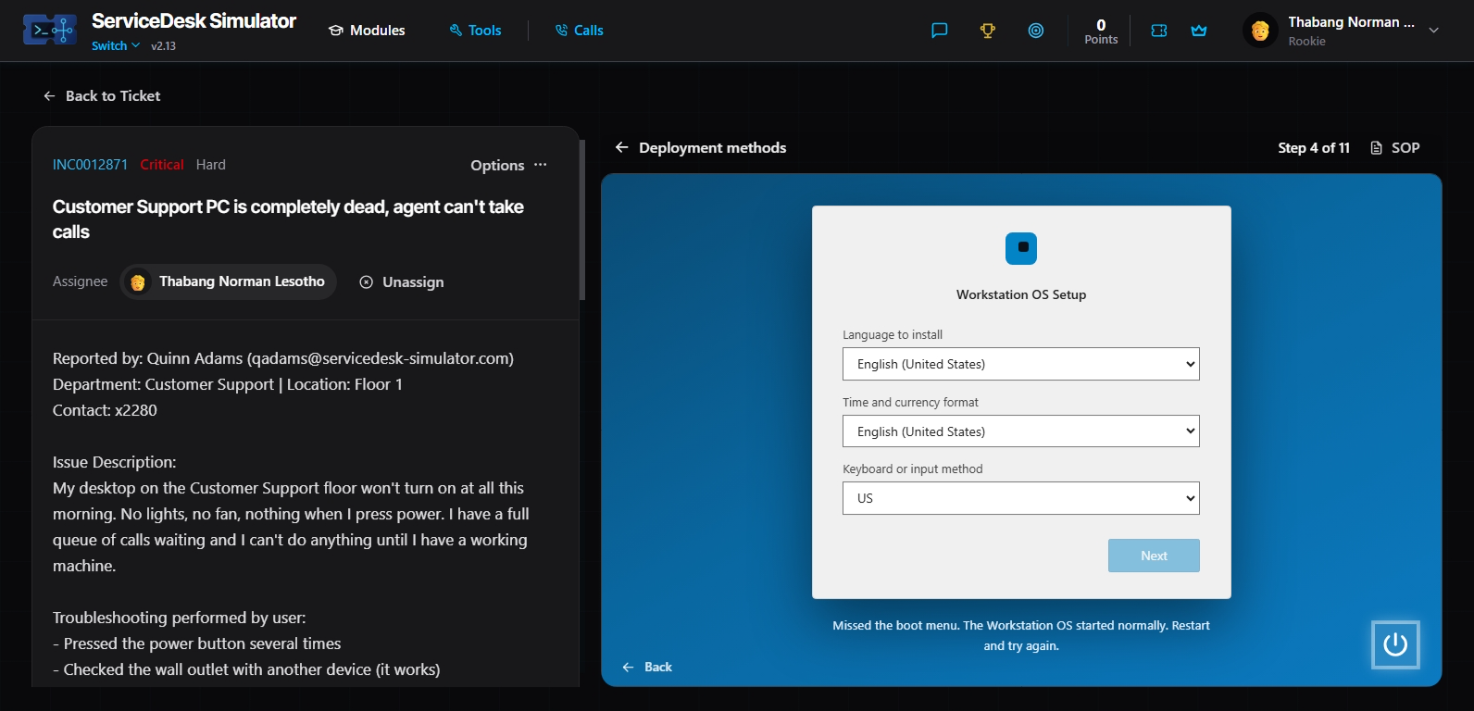 ServiceDesk Simulator
Switch v2.13
Modules
Tools
Calls
0
Points
Thabang Norman ...
Rookie
Back to Ticket
INC0012871 Critical Hard
Options ...
Customer Support PC is completely dead, agent can't take
calls
Assignee Thabang Norman Lesotho Unassign
Reported by: Quinn Adams (qadams@servicedesk-simulator.com)
Department: Customer Support | Location: Floor 1
Contact: x2280
Issue Description:
My desktop on the Customer Support floor won't turn on at all this
morning. No lights, no fan, nothing when I press power. I have a full
queue of calls waiting and I can't do anything until I have a working
machine.
Troubleshooting performed by user:
- Pressed the power button several times
- Checked the wall outlet with another device (it works)
Deployment methods
Step 4 of 11
SOP
Workstation OS Setup
Language to install
English (United States)
Time and currency format
English (United States)
Keyboard or input method
US
Next
Missed the boot menu. The Workstation OS started normally. Restart
and try again.
Back